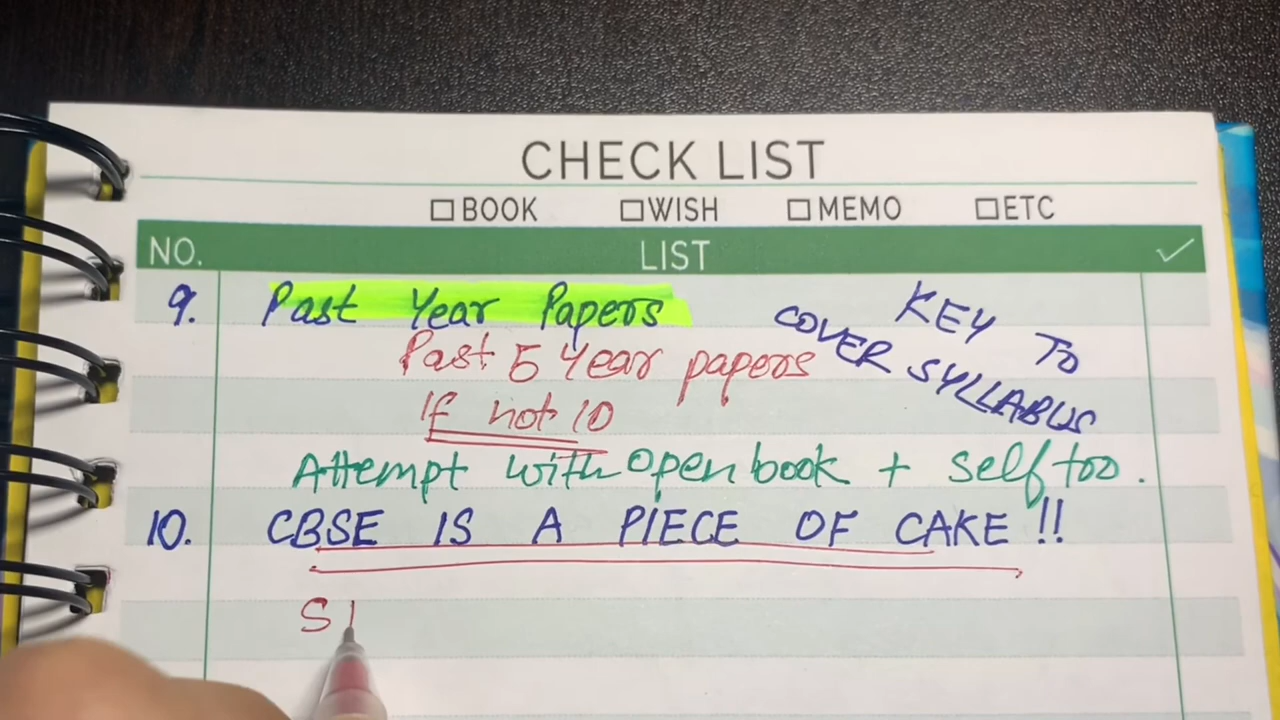 CHECK LIST
BOOK WISH MEMO ETC
NO. LIST
9. Past Year Papers
KEY TO
COVER SYLLABUS
Past 5 Year papers
If not 10
Attempt with open book + self too.
10. CBSE IS A PIECE OF CAKE !!
S